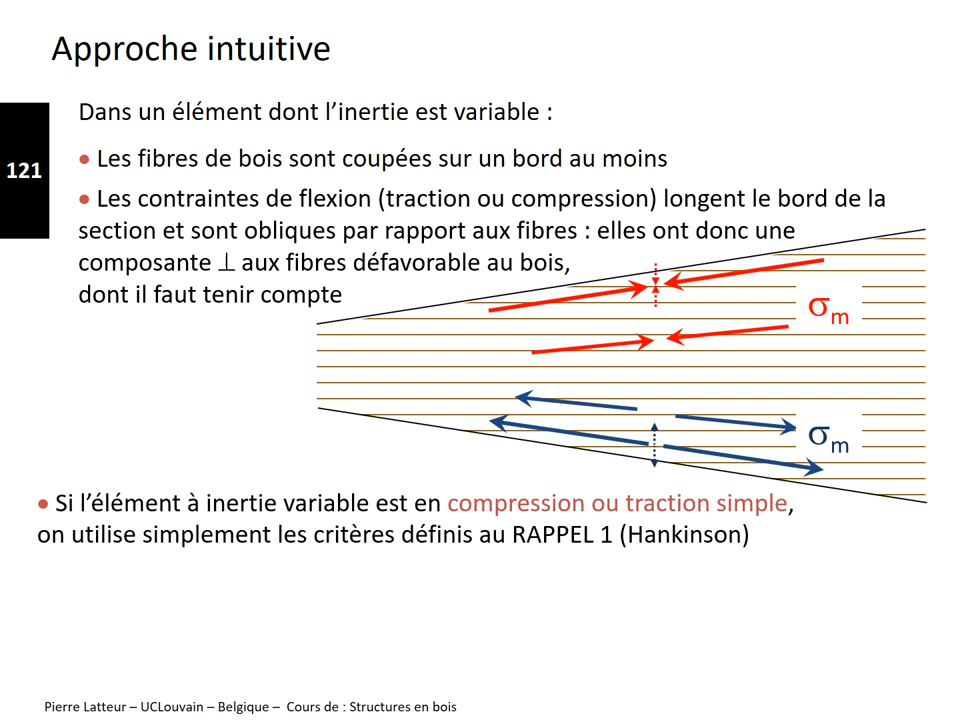 Approche intuitive
Dans un élément dont l’inertie est variable :
121
• Les fibres de bois sont coupées sur un bord au moins
• Les contraintes de flexion (traction ou compression) longent le bord de la
section et sont obliques par rapport aux fibres : elles ont donc une
composante ⊥ aux fibres défavorable au bois,
dont il faut tenir compte
σm
σm
• Si l’élément à inertie variable est en compression ou traction simple,
on utilise simplement les critères définis au RAPPEL 1 (Hankinson)
Pierre Latteur – UCLouvain – Belgique – Cours de : Structures en bois